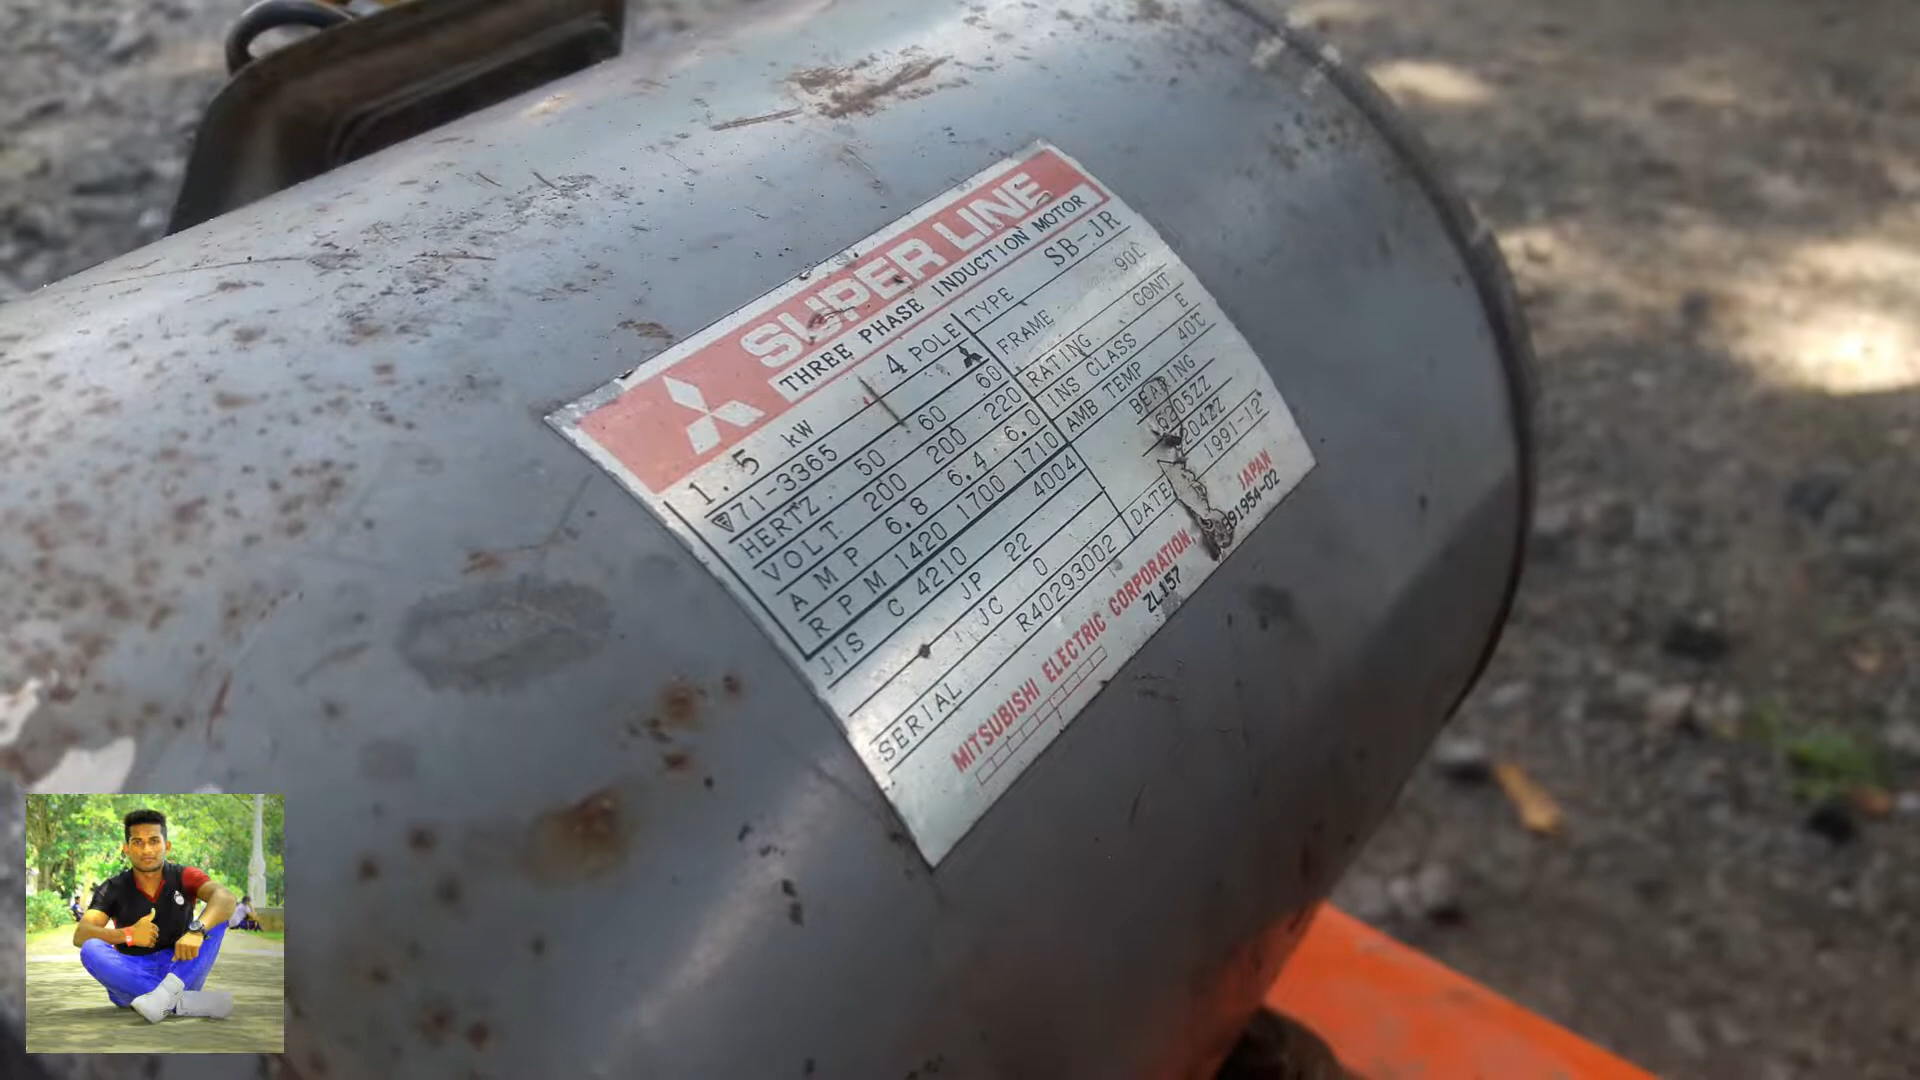 SUPER LINE
THREE PHASE INDUCTION MOTOR
1.5 kW 4 POLE
TYPE SB-JR
71-3365
FRAME 90L
HERTZ 50 60 60
RATING CONT
VOLT 200 200 220
INS CLASS E
AMP 6.8 6.4 6.0
AMB TEMP 40℃
RPM 1420 1700 1710
BEARING
JIS C 4210 4004
6205ZZ
JP 22
JC 0
DATE 1991-12
SERIAL R40293002
MITSUBISHI ELECTRIC CORPORATION, JAPAN
ZL157